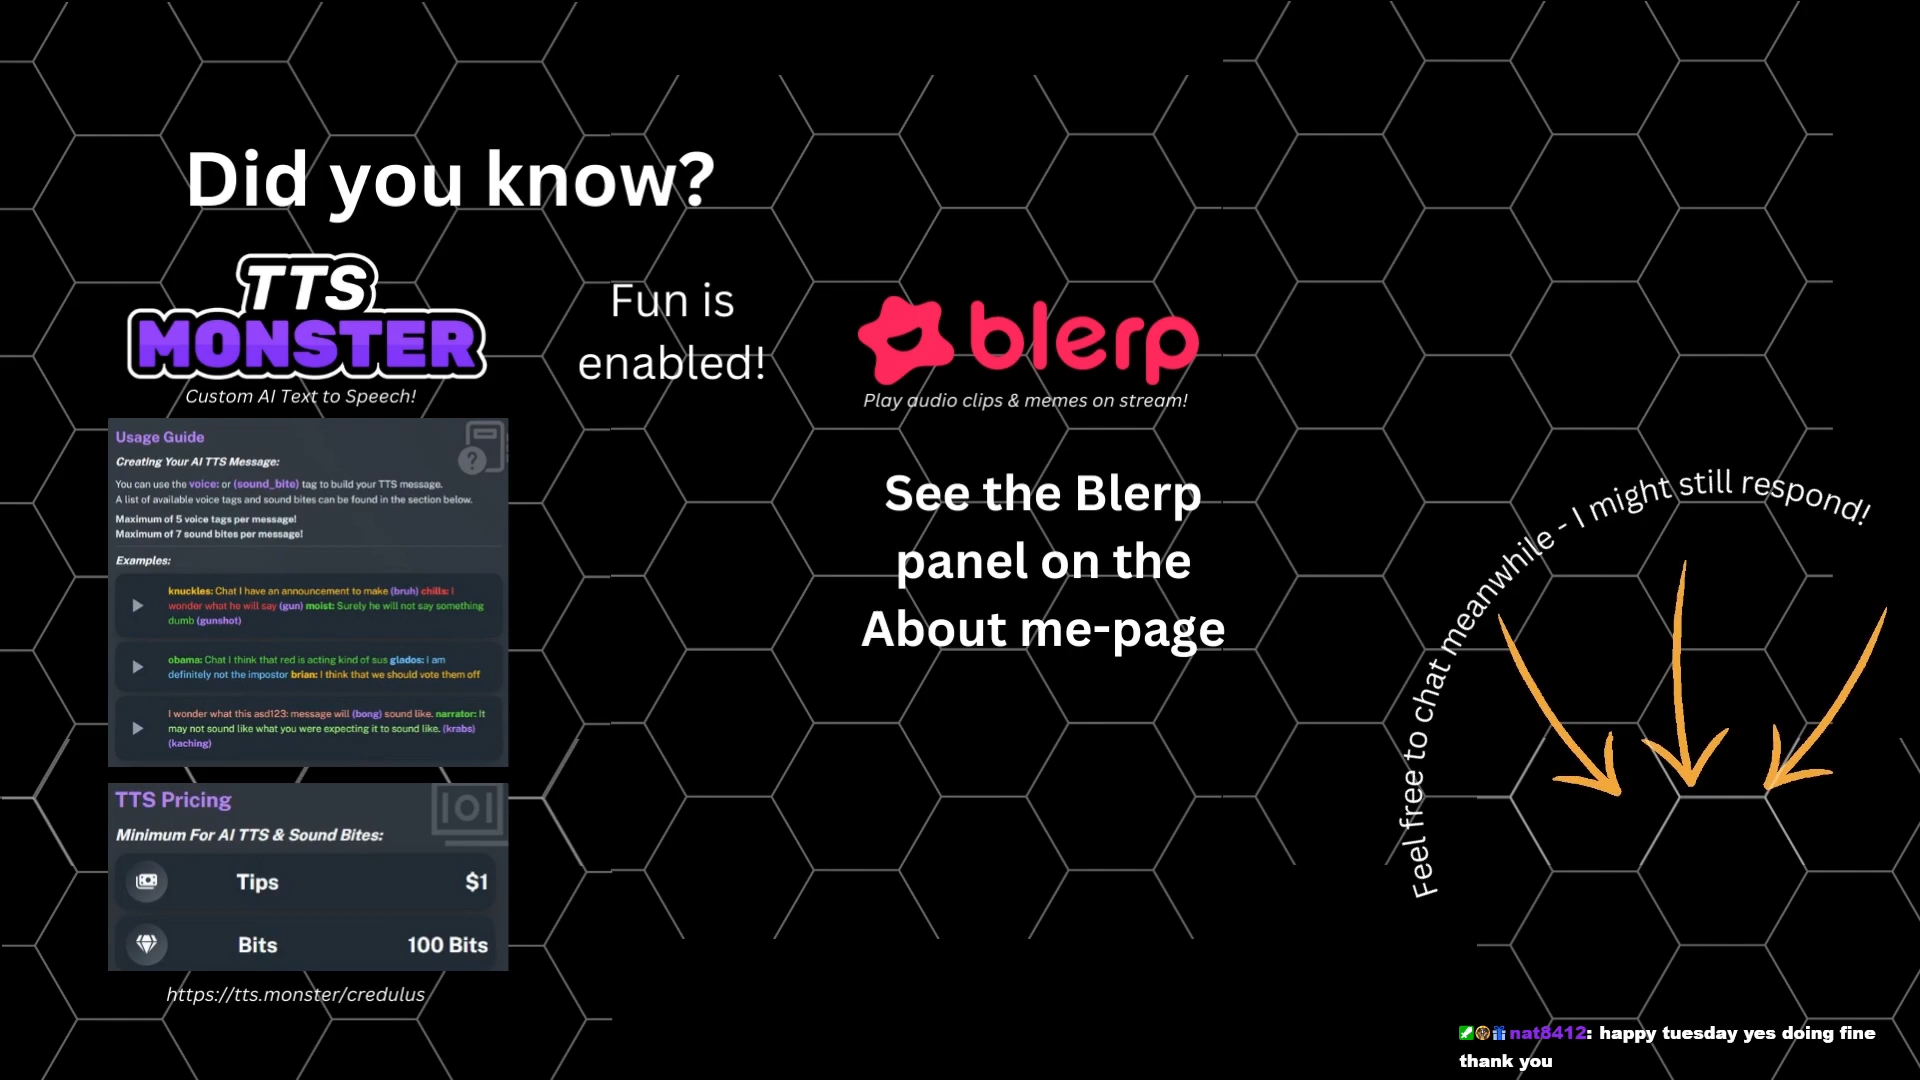 Did you know?
TTS
MONSTER
Custom AI Text to Speech!
Fun is
enabled!
blerp
Play audio clips & memes on stream!
Usage Guide
Creating Your AI TTS Message:
You can use the voice: or (sound_bite) tag to build your TTS message.
A list of available voice tags and sound bites can be found in the section below.
Maximum of 5 voice tags per message!
Maximum of 7 sound bites per message!
Examples:
knuckles: Chat I have an announcement to make (bruh) chills: I
wonder what he will say (gun) moist: Surely he will not say something
dumb (gunshot)
obama: Chat I think that red is acting kind of sus glados: I am
definitely not the impostor brian: I think that we should vote them off
I wonder what this asd123: message will (bong) sound like. narrator: It
may not sound like what you were expecting it to sound like. (krabs)
(kaching)
TTS Pricing
Minimum For AI TTS & Sound Bites:
Tips $1
Bits 100 Bits
https://tts.monster/credulus
See the Blerp
panel on the
About me-page
Feel free to chat meanwhile - I might still respond!
nat8412: happy tuesday yes doing fine
thank you